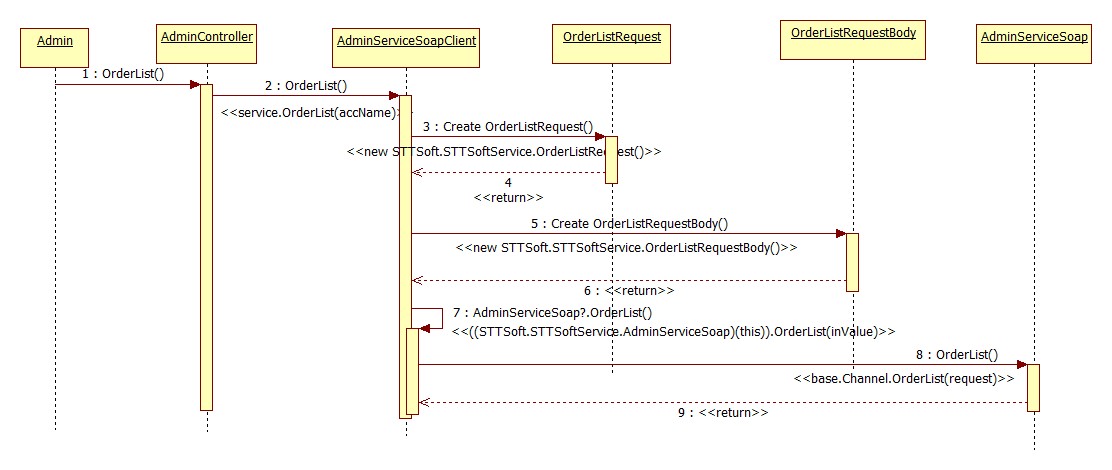 Admin
AdminController
AdminServiceSoapClient
OrderListRequest
OrderListRequestBody
AdminServiceSoap
1 : OrderList()
2 : OrderList()
<<service.OrderList(accName)>>
3 : Create OrderListRequest()
<<new STTSoft.STTSoftService.OrderListRequest()>>
4
<<return>>
5 : Create OrderListRequestBody()
<<new STTSoft.STTSoftService.OrderListRequestBody()>>
6 : <<return>>
7 : AdminServiceSoap?.OrderList()
<<((STTSoft.STTSoftService.AdminServiceSoap)(this)).OrderList(inValue)>>
8 : OrderList()
<<base.Channel.OrderList(request)>>
9 : <<return>>